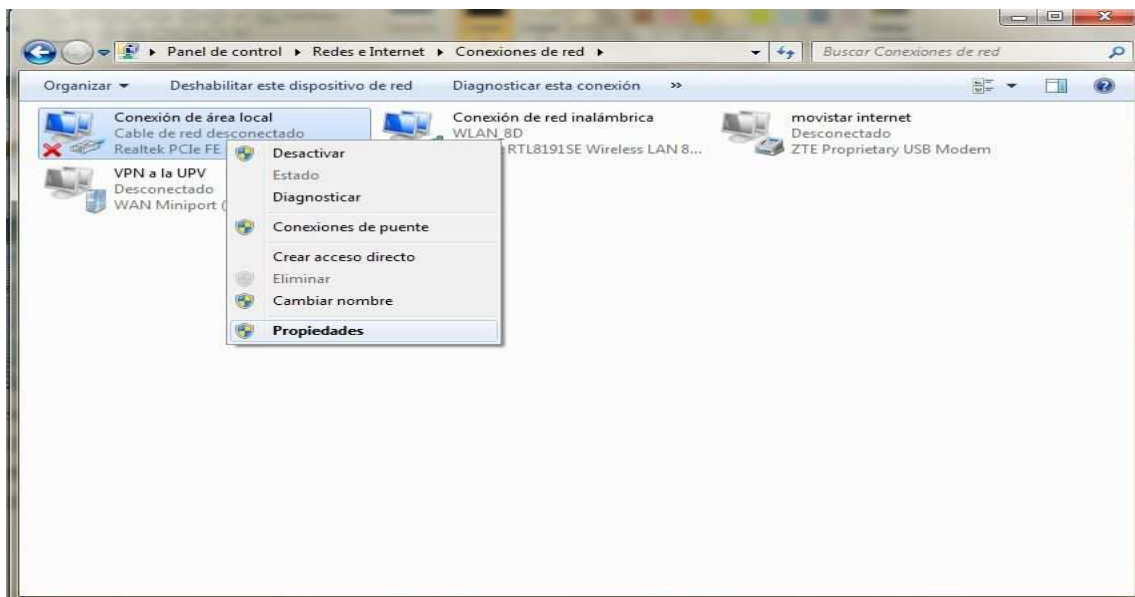 Panel de control ▸ Redes e Internet ▸ Conexiones de red ▸
Buscar Conexiones de red
Organizar
Deshabilitar este dispositivo de red
Diagnosticar esta conexión
»
Conexión de área local
Cable de red desconectado
Realtek PCIe FE
Conexión de red inalámbrica
WLAN_8D
RTL8191SE Wireless LAN 8...
movistar internet
Desconectado
ZTE Proprietary USB Modem
VPN a la UPV
Desconectado
WAN Miniport (
Desactivar
Estado
Diagnosticar
Conexiones de puente
Crear acceso directo
Eliminar
Cambiar nombre
Propiedades